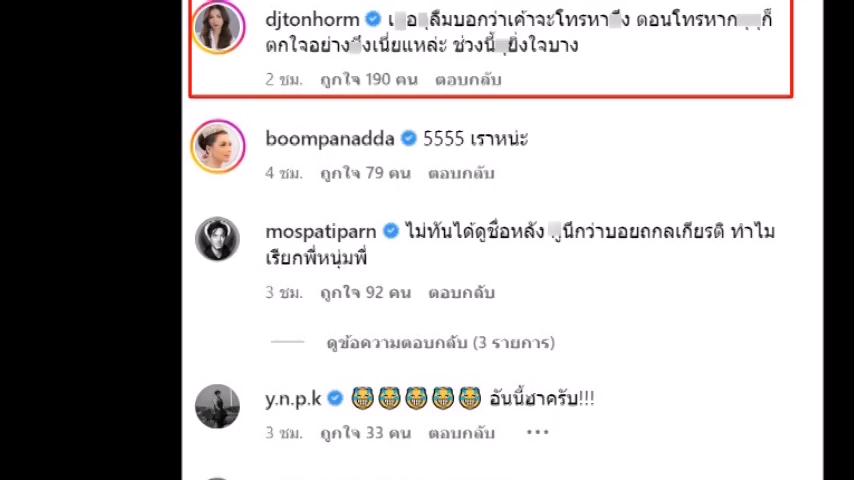 djtonhorm เ อ ุลืมบอกว่าเค้าจะโทรหา ึง ตอนโทรหาก ุก็
ตกใจอย่าง ึงเนี่ยแหล่ะ ช่วงนี้ ุยิ่งใจบาง
2 ชม. ถูกใจ 190 คน ตอบกลับ
boompanadda 5555 เราหน่ะ
4 ชม. ถูกใจ 79 คน ตอบกลับ
mospatiparn ไม่ทันได้ดูชื่อหลัง ูนึกว่าบอยถกลเกียรติ ทำไม
เรียกพี่หนุ่มพี่
3 ชม. ถูกใจ 92 คน ตอบกลับ
ดูข้อความตอบกลับ (3 รายการ)
y.n.p.k 😹😹😹😹😹 อันนี้ฮาครับ!!!
3 ชม. ถูกใจ 33 คน ตอบกลับ •••